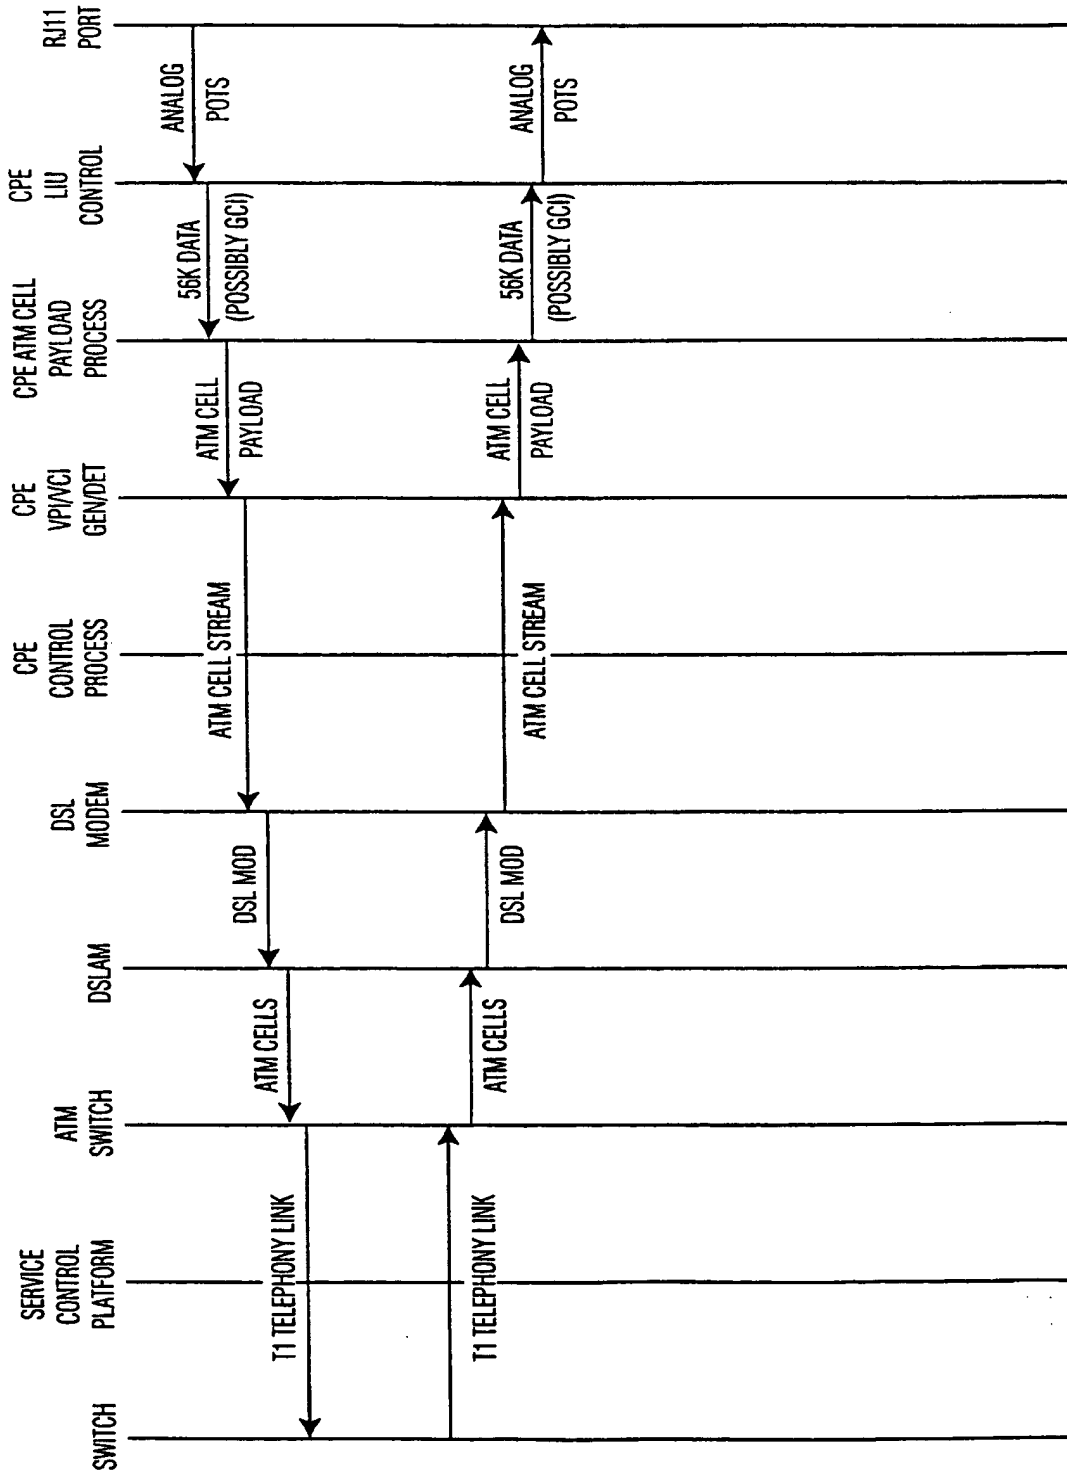 SWITCH
SERVICE
CONTROL
PLATFORM
ATM
SWITCH
DSLAM
DSL
MODEM
CPE
CONTROL
PROCESS
CPE
VPI/VCI
GEN/DET
CPE ATM CELL
PAYLOAD
PROCESS
CPE
LIU
CONTROL
RJ11
PORT
T1 TELEPHONY LINK
ATM CELLS
DSL MOD
ATM CELL STREAM
ATM CELL
PAYLOAD
56K DATA
(POSSIBLY GCI)
ANALOG
POTS
T1 TELEPHONY LINK
ATM CELLS
DSL MOD
ATM CELL STREAM
ATM CELL
PAYLOAD
56K DATA
(POSSIBLY GCI)
ANALOG
POTS